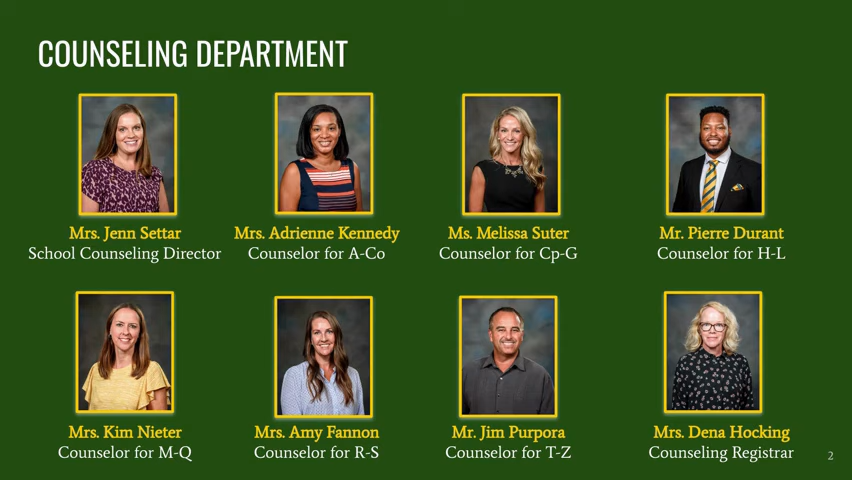 COUNSELING DEPARTMENT
Mrs. Jenn Settar
School Counseling Director
Mrs. Adrienne Kennedy
Counselor for A-Co
Ms. Melissa Suter
Counselor for Cp-G
Mr. Pierre Durant
Counselor for H-L
Mrs. Kim Nieter
Counselor for M-Q
Mrs. Amy Fannon
Counselor for R-S
Mr. Jim Purpora
Counselor for T-Z
Mrs. Dena Hocking
Counseling Registrar
2